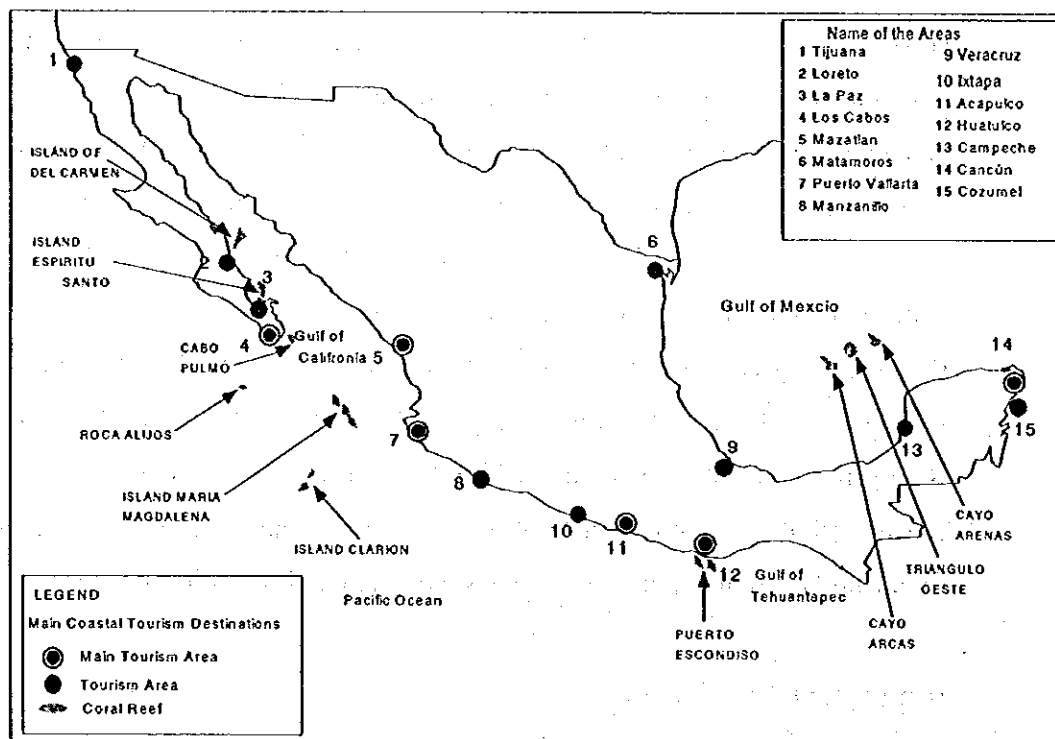 Name of the Areas
1 Tijuana
2 Loreto
3 La Paz
4 Los Cabos
5 Mazatlan
6 Matamoros
7 Puerto Vallarta
8 Manzanillo
9 Veracruz
10 Ixtapa
11 Acapulco
12 Huatulco
13 Campeche
14 Cancún
15 Cozumel
1
ISLAND OF
DEL CARMEN
2
ISLAND
ESPIRITU
SANTO
3
4
Gulf of
Califronia
CABO
PULMO
5
6
Gulf of Mexcio
ROCA ALIJOS
7
ISLAND MARIA
MAGDALENA
8
9
ISLAND CLARION
10
11
12
13
14
15
CAYO
ARENAS
TRIANGULO
OESTE
CAYO
ARCAS
Gulf of
Tehuantapec
PUERTO
ESCONDISO
Pacific Ocean
LEGEND
Main Coastal Tourism Destinations
Main Tourism Area
Tourism Area
Coral Reef